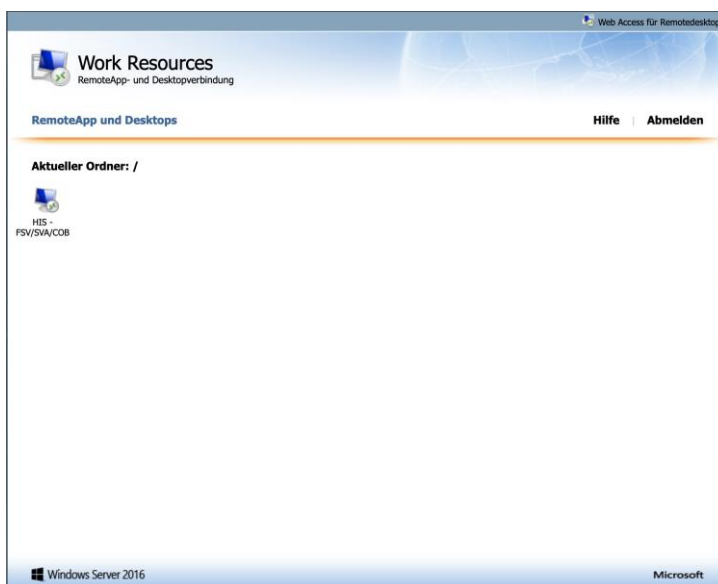 Web Access für Remotedesktop
Work Resources
RemoteApp- und Desktopverbindung
RemoteApp und Desktops
Hilfe | Abmelden
Aktueller Ordner: /
HIS -
FSV/SVA/COB
Windows Server 2016
Microsoft